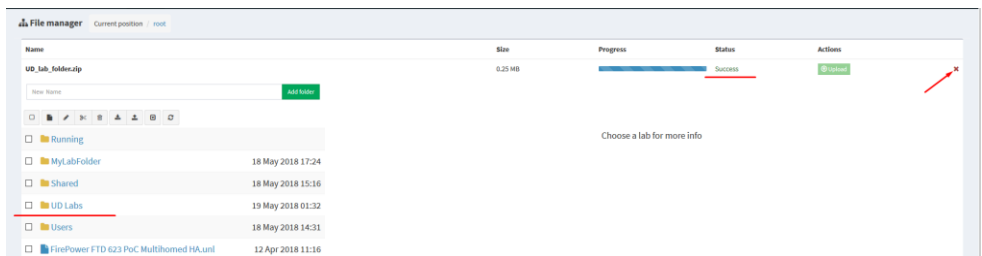 File manager Current position / root
Name Size Progress Status Actions
UD_lab_folder.zip 0.25 MB Success Upload
New Name Add folder
Choose a lab for more info
Running
MyLabFolder 18 May 2018 17:24
Shared 18 May 2018 15:16
UD Labs 19 May 2018 01:32
Users 18 May 2018 14:31
FirePower FTD 623 PoC Multihomed HA.unl 12 Apr 2018 11:16